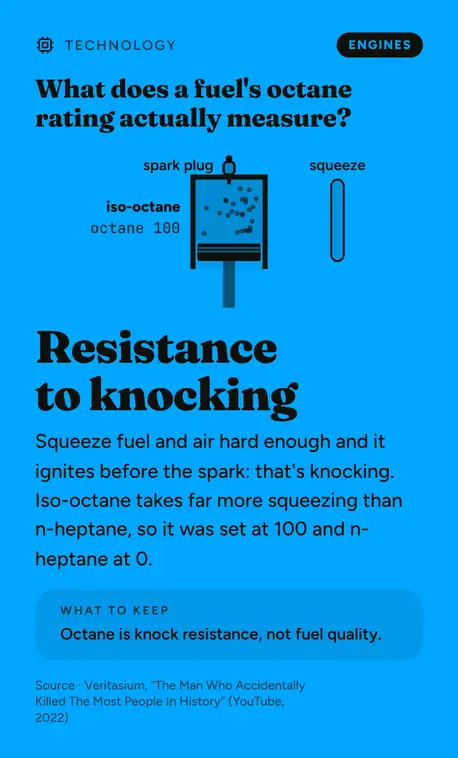 TECHNOLOGY
ENGINES
What does a fuel's octane
rating actually measure?
spark plug
squeeze
iso-octane
octane 100
Resistance
to knocking
Squeeze fuel and air hard enough and it
ignites before the spark: that's knocking.
Iso-octane takes far more squeezing than
n-heptane, so it was set at 100 and n-
heptane at 0.
WHAT TO KEEP
Octane is knock resistance, not fuel quality.
Source · Veritasium, "The Man Who Accidentally
Killed The Most People In History" (YouTube,
2022)